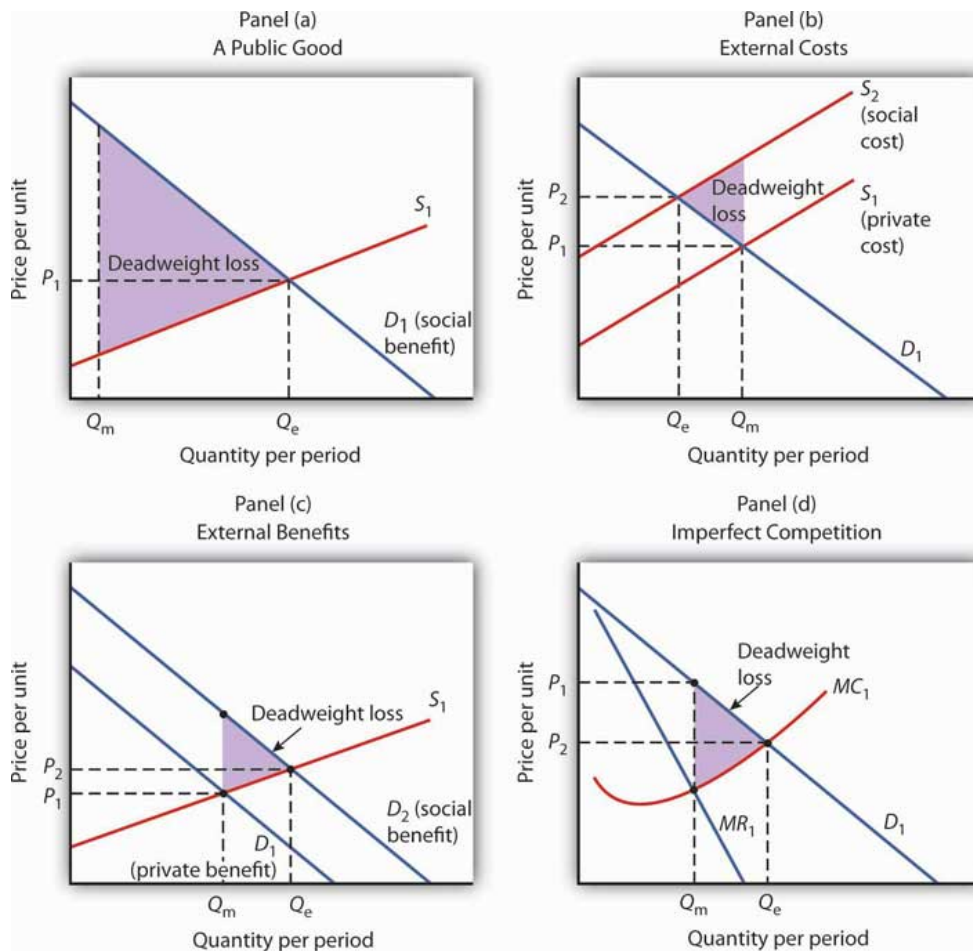 Panel (a)
A Public Good
Price per unit
P1
Deadweight loss
S1
D1 (social
benefit)
Qm
Qe
Quantity per period
Panel (b)
External Costs
Price per unit
P2
P1
S2
(social
cost)
Deadweight
loss
S1
(private
cost)
D1
Qe
Qm
Quantity per period
Panel (c)
External Benefits
Price per unit
P2
P1
Deadweight loss
S1
D2 (social
benefit)
D1
(private benefit)
Qm
Qe
Quantity per period
Panel (d)
Imperfect Competition
Price per unit
P1
P2
Deadweight
loss
MC1
MR1
D1
Qm
Qe
Quantity per period